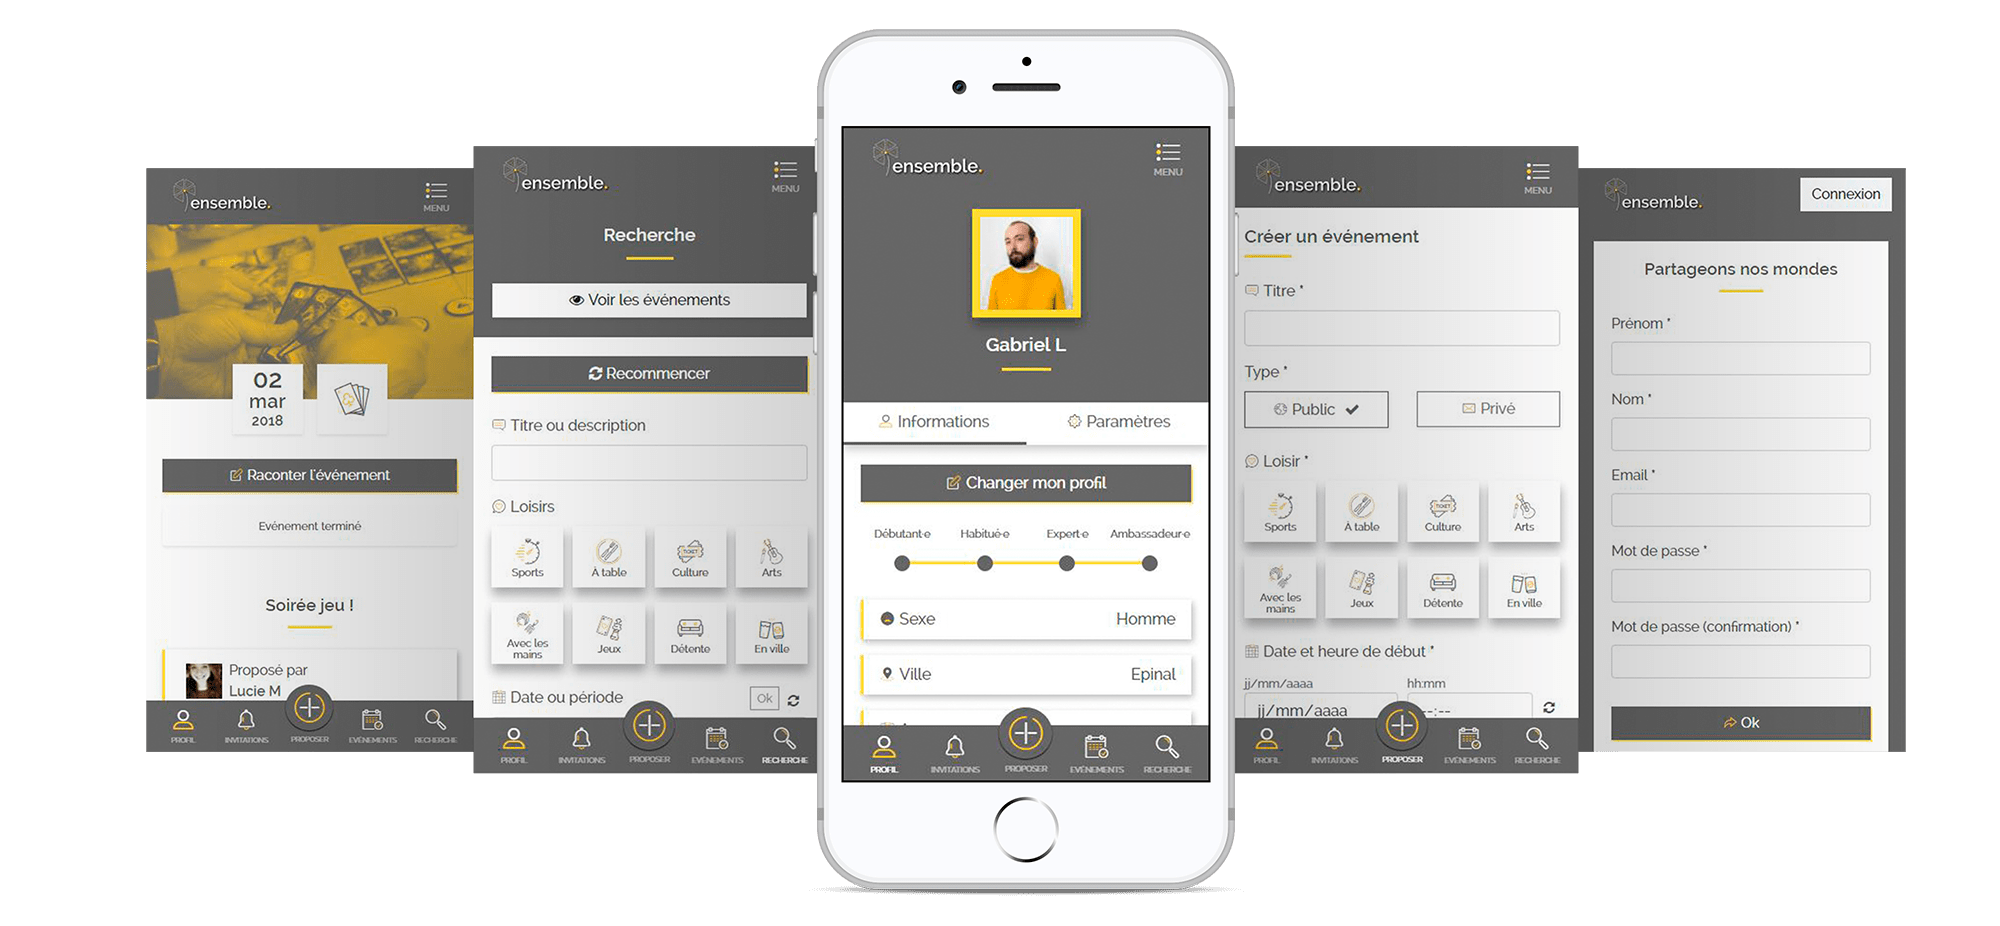 ensemble.
MENU
02
mar
2018
Raconter l'événement
Evénement terminé
Soirée jeu !
Proposé par
Lucie M
PROFIL
INVITATIONS
PROPOSER
EVÉNEMENTS
RECHERCHE
ensemble.
MENU
Recherche
Voir les événements
Recommencer
Titre ou description
Loisirs
Sports
À table
Culture
TICKET
Arts
Avec les
mains
Jeux
Détente
En ville
Date ou période
Ok
PROFIL
INVITATIONS
PROPOSER
EVÉNEMENTS
RECHERCHE
ensemble.
MENU
Gabriel L
Informations
Paramètres
Changer mon profil
Débutant·e
Habitué·e
Expert·e
Ambassadeur·e
Sexe
Homme
Ville
Epinal
PROFIL
INVITATIONS
PROPOSER
EVÉNEMENTS
RECHERCHE
ensemble.
MENU
Créer un événement
Titre *
Type *
Public
Privé
Loisir *
Sports
À table
TICKET
Culture
Arts
Avec les
mains
Jeux
Détente
En ville
Date et heure de début *
jj/mm/aaaa
hh:mm
jj/mm/aaaa
--:--
PROFIL
INVITATIONS
PROPOSER
EVÉNEMENTS
RECHERCHE
ensemble.
Connexion
Partageons nos mondes
Prénom *
Nom *
Email *
Mot de passe *
Mot de passe (confirmation) *
Ok